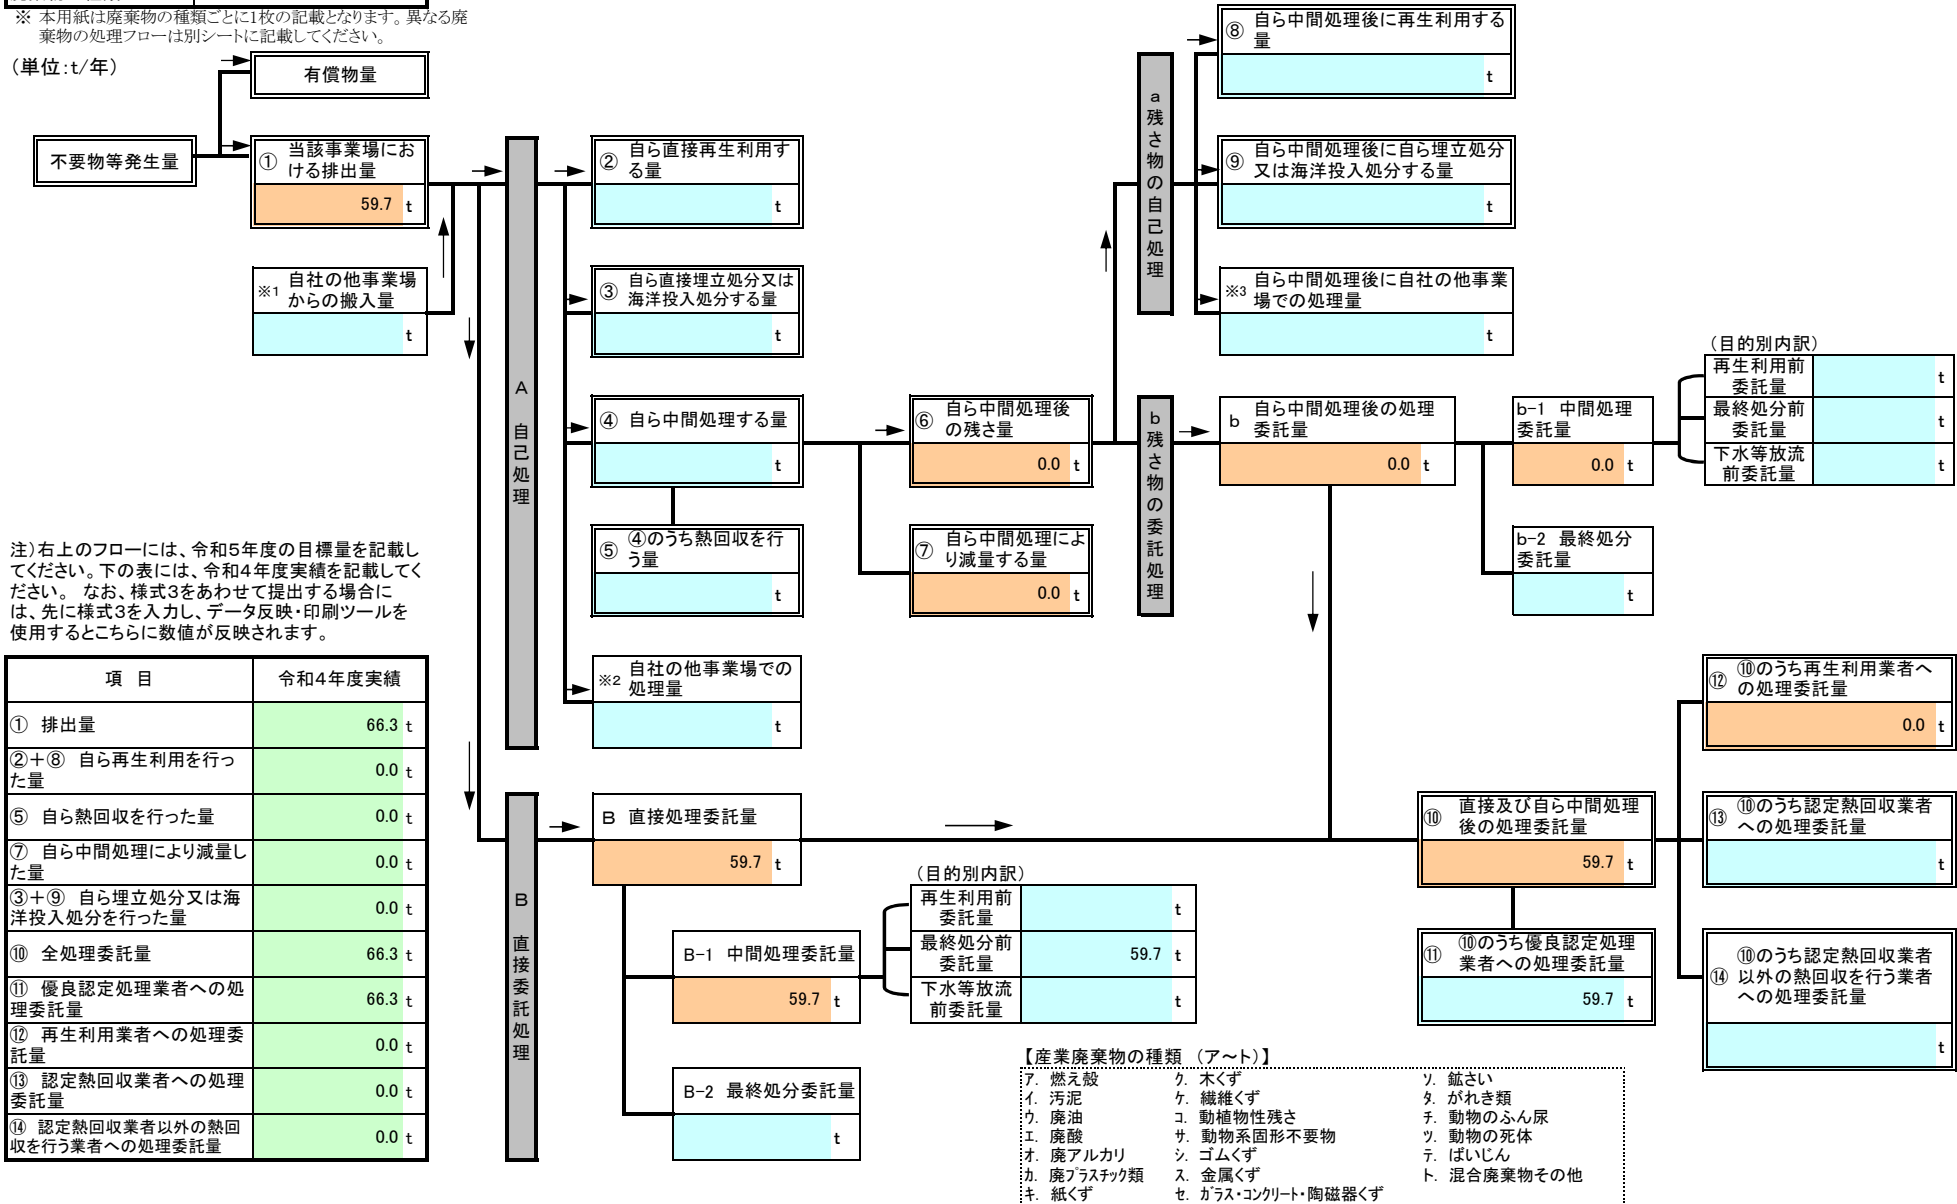 ※ 本用紙は廃棄物の種類ごとに1枚の記載となります。異なる廃
棄物の処理フローは別シートに記載してください。
（単位：t/年）
有償物量
不要物等発生量
① 当該事業場にお
ける排出量
59.7 t
※1 自社の他事業場
からの搬入量
t
A 自己処理
② 自ら直接再生利用す
る量
t
③ 自ら直接埋立処分又は
海洋投入処分する量
t
④ 自ら中間処理する量
t
⑤ ④のうち熱回収を行
う量
t
※2 自社の他事業場での
処理量
t
⑥ 自ら中間処理後
の残さ量
0.0 t
⑦ 自ら中間処理によ
り減量する量
0.0 t
a 残さ物の自己処理
⑧ 自ら中間処理後に再生利用する
量
t
⑨ 自ら中間処理後に自ら埋立処分
又は海洋投入処分する量
t
※3 自ら中間処理後に自社の他事業
場での処理量
t
b 残さ物の委託処理
b 自ら中間処理後の処理
委託量
0.0 t
b-1 中間処理
委託量
0.0 t
b-2 最終処分
委託量
t
（目的別内訳）
再生利用前
委託量
t
最終処分前
委託量
t
下水等放流
前委託量
t
注）右上のフローには、令和5年度の目標量を記載し
てください。下の表には、令和4年度実績を記載してく
ださい。 なお、様式3をあわせて提出する場合に
は、先に様式3を入力し、データ反映・印刷ツールを
使用するとこちらに数値が反映されます。
項 目 令和4年度実績
① 排出量 66.3 t
②＋⑧ 自ら再生利用を行っ
た量
0.0 t
⑤ 自ら熱回収を行った量 0.0 t
⑦ 自ら中間処理により減量し
た量
0.0 t
③＋⑨ 自ら埋立処分又は海
洋投入処分を行った量
0.0 t
⑩ 全処理委託量 66.3 t
⑪ 優良認定処理業者への処
理委託量
66.3 t
⑫ 再生利用業者への処理委
託量
0.0 t
⑬ 認定熱回収業者への処理
委託量
0.0 t
⑭ 認定熱回収業者以外の熱回
収を行う業者への処理委託量
0.0 t
B 直接委託処理
B 直接処理委託量
59.7 t
B-1 中間処理委託量
59.7 t
B-2 最終処分委託量
t
（目的別内訳）
再生利用前
委託量
t
最終処分前
委託量
59.7 t
下水等放流
前委託量
t
⑩ 直接及び自ら中間処理
後の処理委託量
59.7 t
⑪ ⑩のうち優良認定処理
業者への処理委託量
59.7 t
⑫ ⑩のうち再生利用業者へ
の処理委託量
0.0 t
⑬ ⑩のうち認定熱回収業者
への処理委託量
t
⑭ ⑩のうち認定熱回収業者
以外の熱回収を行う業者
への処理委託量
t
【産業廃棄物の種類 （ア～ト）】
ア. 燃え殻 ク. 木くず ソ. 鉱さい
イ. 汚泥 ケ. 繊維くず タ. がれき類
ウ. 廃油 コ. 動植物性残さ チ. 動物のふん尿
エ. 廃酸 サ. 動物系固形不要物 ツ. 動物の死体
オ. 廃アルカリ シ. ゴムくず テ. ばいじん
カ. 廃プラスチック類 ス. 金属くず ト. 混合廃棄物その他
キ. 紙くず セ. ガラス・コンクリート・陶磁器くず